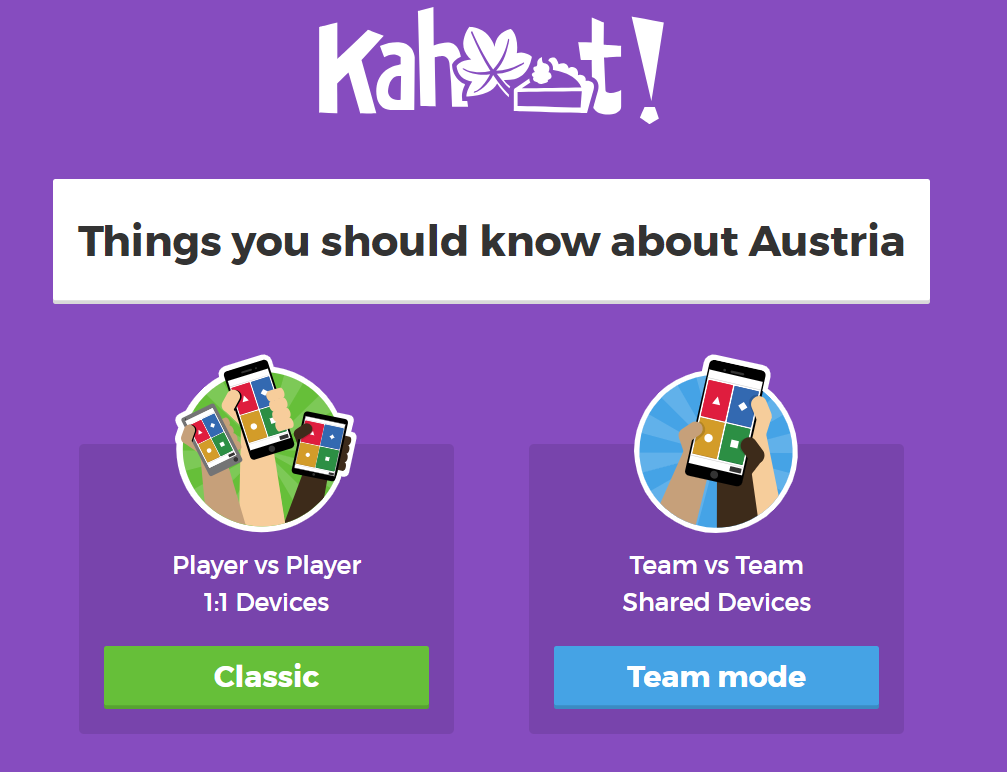 Kahoot!
Things you should know about Austria
Player vs Player
1:1 Devices
Classic
Team vs Team
Shared Devices
Team mode